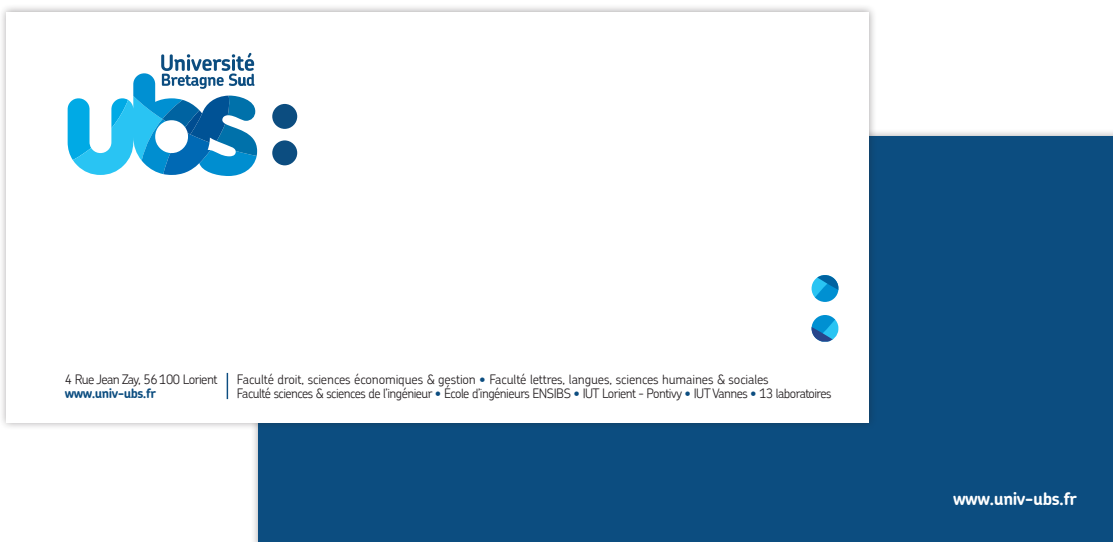 Université
Bretagne Sud
ubs:
4 Rue Jean Zay, 56100 Lorient
www.univ-ubs.fr
Faculté droit, sciences économiques & gestion • Faculté lettres, langues, sciences humaines & sociales
Faculté sciences & sciences de l'ingénieur • École d'ingénieurs ENSIBS • IUT Lorient - Pontivy • IUT Vannes • 13 laboratoires
www.univ-ubs.fr